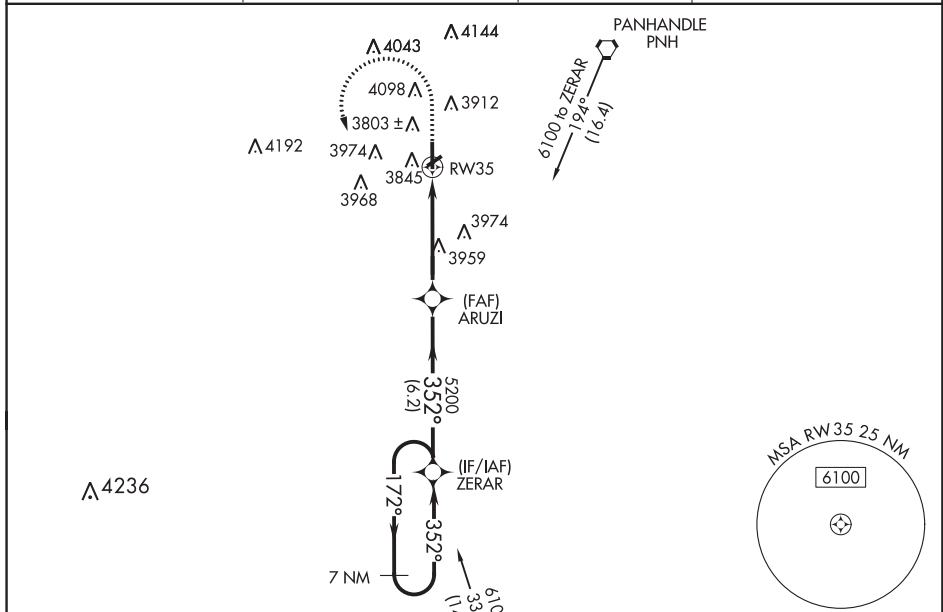 4144
4043
PANHANDLE
PNH
4098
3912
6100 to ZERAR
194°
(16.4)
3803 ±
4192
3974
3845
RW35
3968
3974
3959
(FAF)
ARUZI
5200
352°
(6.2)
(IF/IAF)
ZERAR
4236
172°
352°
7 NM
MSA RW35 25 NM
6100